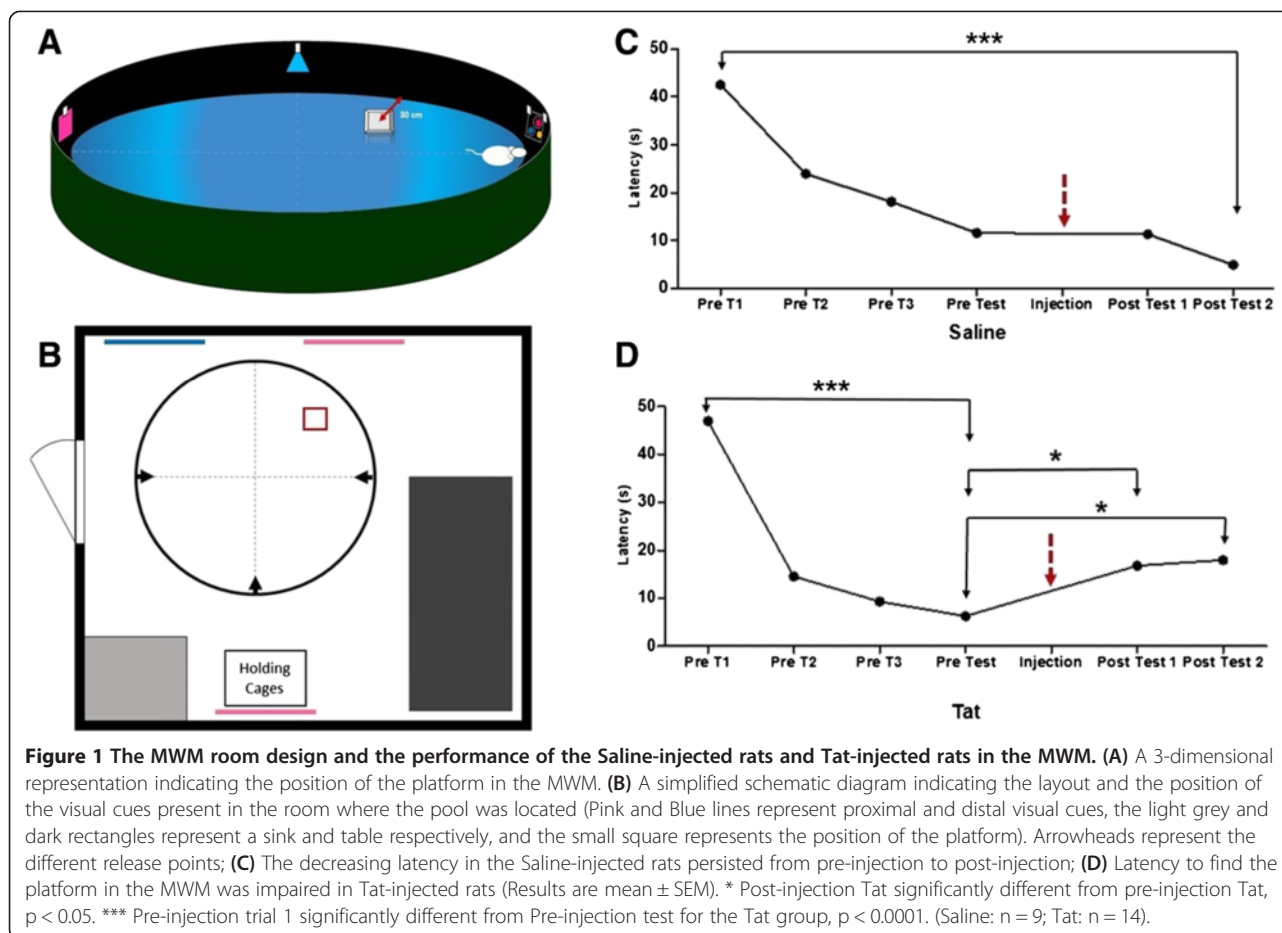 A
30 cm
B
Holding
Cages
C
***
Latency (s)
50
40
30
20
10
0
Pre T1 Pre T2 Pre T3 Pre Test Injection Post Test 1 Post Test 2
Saline
D
***
*
*
Latency (s)
50
40
30
20
10
0
Pre T1 Pre T2 Pre T3 Pre Test Injection Post Test 1 Post Test 2
Tat
Figure 1 The MWM room design and the performance of the Saline-injected rats and Tat-injected rats in the MWM. (A) A 3-dimensional
representation indicating the position of the platform in the MWM. (B) A simplified schematic diagram indicating the layout and the position of
the visual cues present in the room where the pool was located (Pink and Blue lines represent proximal and distal visual cues, the light grey and
dark rectangles represent a sink and table respectively, and the small square represents the position of the platform). Arrowheads represent the
different release points; (C) The decreasing latency in the Saline-injected rats persisted from pre-injection to post-injection; (D) Latency to find the
platform in the MWM was impaired in Tat-injected rats (Results are mean ± SEM). * Post-injection Tat significantly different from pre-injection Tat,
p < 0.05. *** Pre-injection trial 1 significantly different from Pre-injection test for the Tat group, p < 0.0001. (Saline: n = 9; Tat: n = 14).